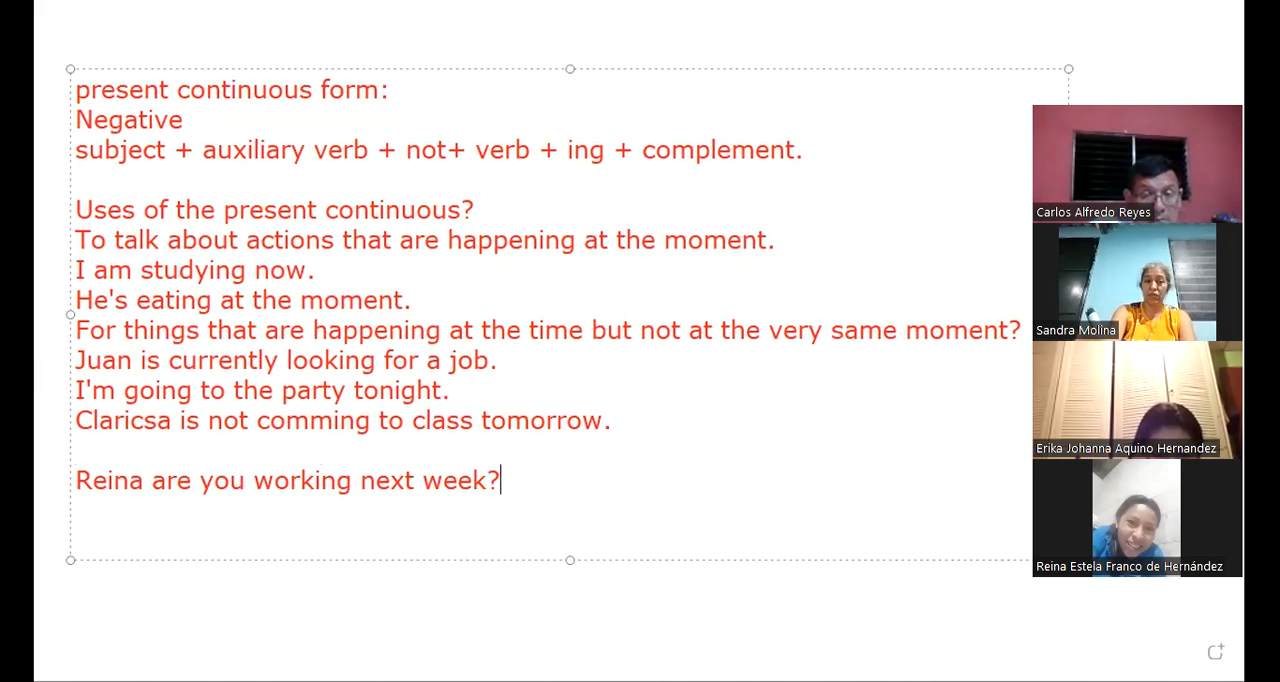 present continuous form:
Negative
subject + auxiliary verb + not+ verb + ing + complement.
Uses of the present continuous?
To talk about actions that are happening at the moment.
I am studying now.
He's eating at the moment.
For things that are happening at the time but not at the very same moment?
Juan is currently looking for a job.
I'm going to the party tonight.
Claricsa is not comming to class tomorrow.
Reina are you working next week?
Carlos Alfredo Reyes
Sandra Molina
Erika Johanna Aquino Hernandez
Reina Estela Franco de Hernández